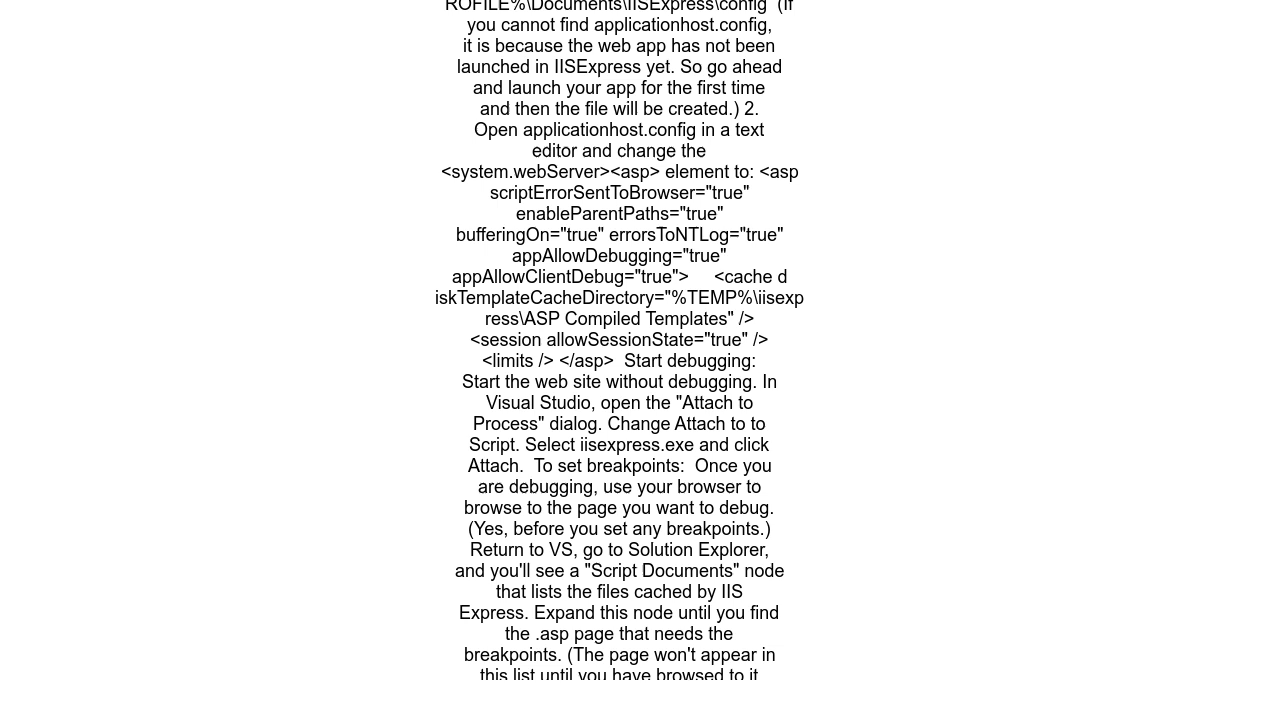 ROFILE%\Documents\IISExpress\config  (If
you cannot find applicationhost.config,
it is because the web app has not been
launched in IISExpress yet. So go ahead
and launch your app for the first time
and then the file will be created.) 2.
Open applicationhost.config in a text
editor and change the
<system.webServer><asp> element to: <asp
scriptErrorSentToBrowser="true"
enableParentPaths="true"
bufferingOn="true" errorsToNTLog="true"
appAllowDebugging="true"
appAllowClientDebug="true">     <cache d
iskTemplateCacheDirectory="%TEMP%\iisexp
ress\ASP Compiled Templates" />
<session allowSessionState="true" />
<limits /> </asp>  Start debugging:
Start the web site without debugging. In
Visual Studio, open the "Attach to
Process" dialog. Change Attach to to
Script. Select iisexpress.exe and click
Attach.  To set breakpoints:  Once you
are debugging, use your browser to
browse to the page you want to debug.
(Yes, before you set any breakpoints.)
Return to VS, go to Solution Explorer,
and you'll see a "Script Documents" node
that lists the files cached by IIS
Express. Expand this node until you find
the .asp page that needs the
breakpoints. (The page won't appear in
this list until you have browsed to it